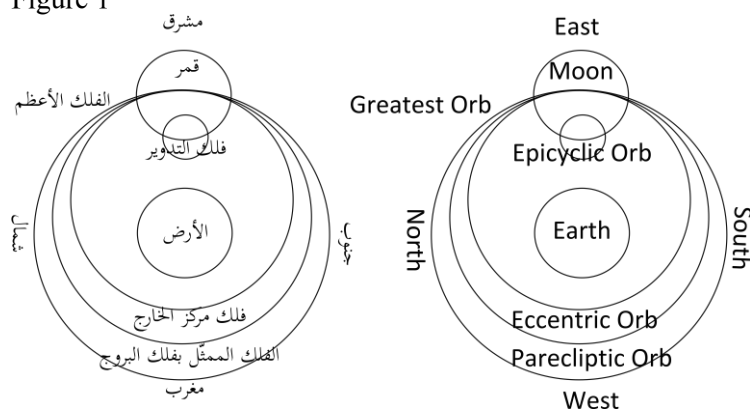 Figure 1
مشرق
قمر
الفلك الأعظم
فلك التدوير
شمال
الأرض
جنوب
فلك مركز الخارج
الفلك الممثّل بفلك البروج
مغرب
East
Moon
Greatest Orb
Epicyclic Orb
North
Earth
South
Eccentric Orb
Parecliptic Orb
West